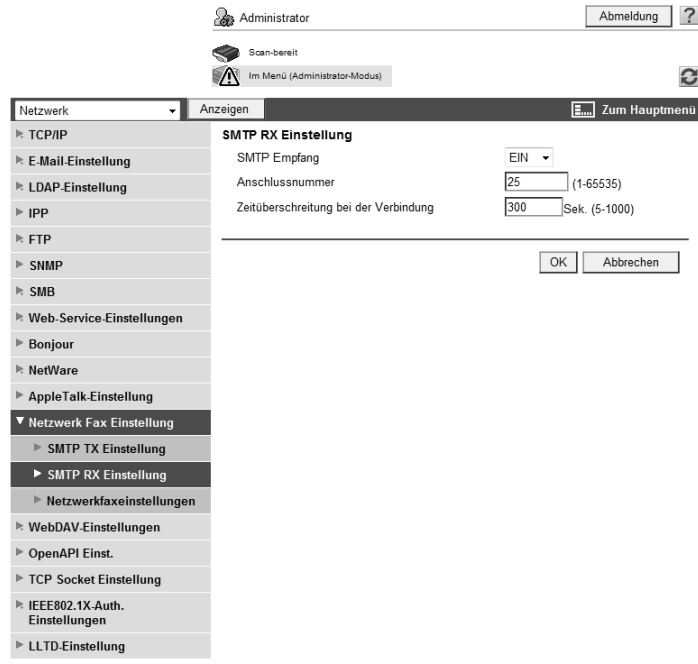 Administrator
Abmeldung
?
Scan-bereit
Im Menü (Administrator-Modus)
Netzwerk
Anzeigen
Zum Hauptmenü
TCP/IP
E-Mail-Einstellung
LDAP-Einstellung
IPP
FTP
SNMP
SMB
Web-Service-Einstellungen
Bonjour
NetWare
AppleTalk-Einstellung
Netzwerk Fax Einstellung
SMTP TX Einstellung
SMTP RX Einstellung
Netzwerkfaxeinstellungen
WebDAV-Einstellungen
OpenAPI Einst.
TCP Socket Einstellung
IEEE802.1X-Auth.
Einstellungen
LLTD-Einstellung
SMTP RX Einstellung
SMTP Empfang EIN
Anschlussnummer 25 (1-65535)
Zeitüberschreitung bei der Verbindung 300 Sek. (5-1000)
OK
Abbrechen